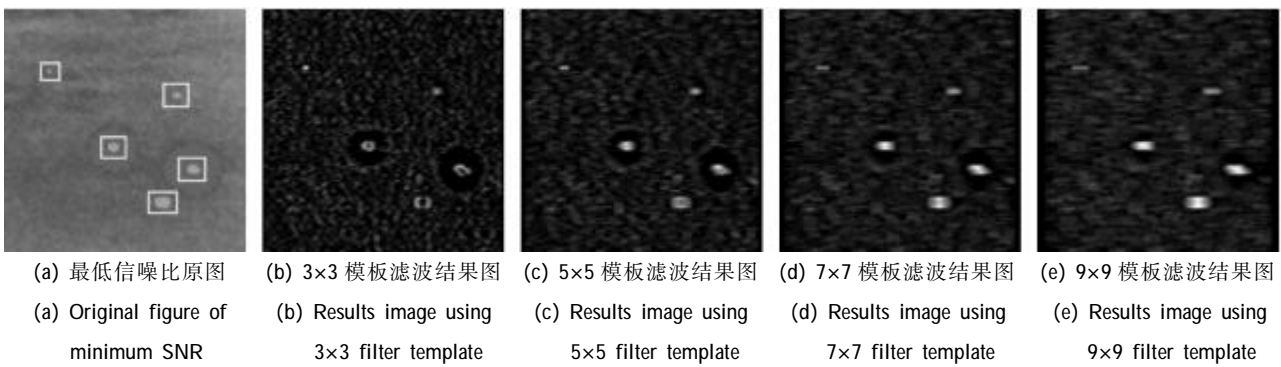 (a) 最低信噪比原图
(b) 3×3 模板滤波结果图
(c) 5×5 模板滤波结果图
(d) 7×7 模板滤波结果图
(e) 9×9 模板滤波结果图
(a) Original figure of
minimum SNR
(b) Results image using
3×3 filter template
(c) Results image using
5×5 filter template
(d) Results image using
7×7 filter template
(e) Results image using
9×9 filter template